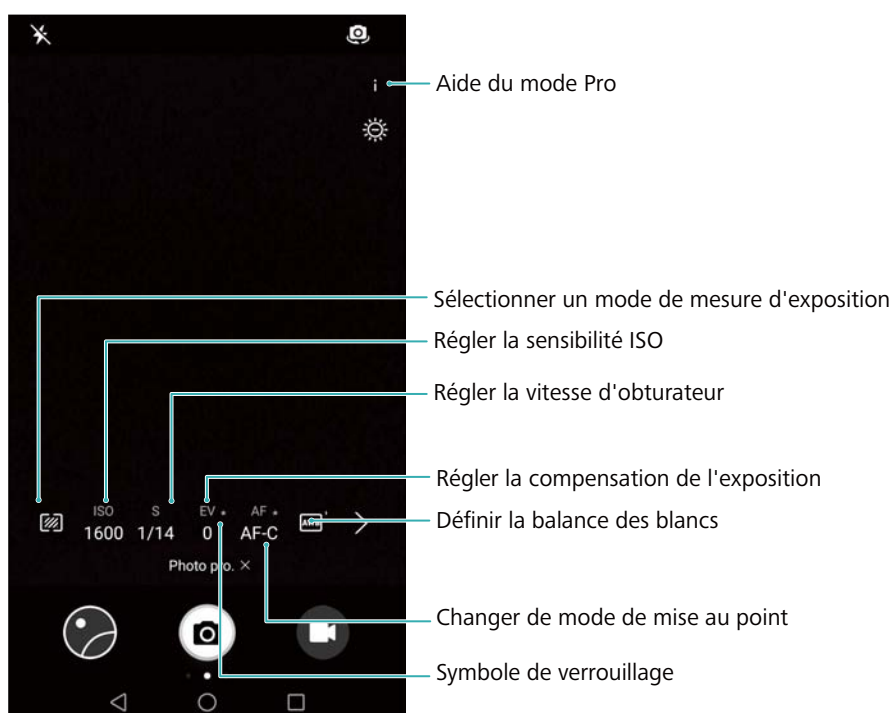 i
Aide du mode Pro
Sélectionner un mode de mesure d'exposition
Régler la sensibilité ISO
Régler la vitesse d'obturateur
Régler la compensation de l'exposition
ISO S EV AF
1600 1/14 0 AF-C
Définir la balance des blancs
Photo pro. ×
Changer de mode de mise au point
Symbole de verrouillage